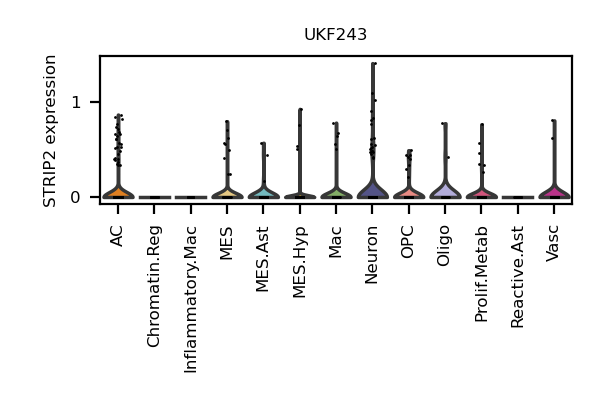 UKF243
STRIP2 expression
1
0
AC
Chromatin.Reg
Inflammatory.Mac
MES
MES.Ast
MES.Hyp
Mac
Neuron
OPC
Oligo
Prolif.Metab
Reactive.Ast
Vasc